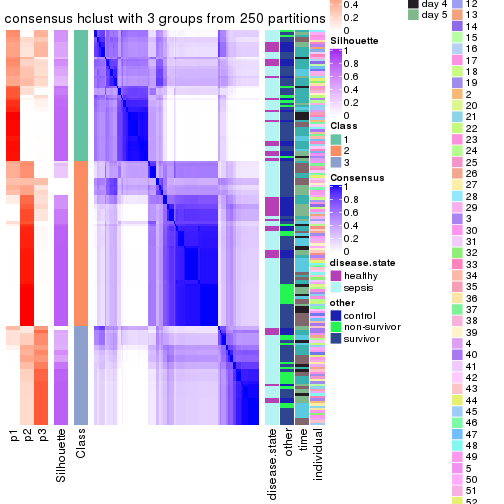 consensus hclust with 3 groups from 250 partitions
0.4
0.2
0
Silhouette
1
0.8
0.6
0.4
0.2
0
Class
1
2
3
Consensus
1
0.8
0.6
0.4
0.2
0
disease.state
healthy
sepsis
other
control
non-survivor
survivor
day 4
day 5
12
13
14
15
16
17
18
19
2
20
21
22
23
24
25
26
27
28
29
3
30
31
32
33
34
35
36
37
38
39
4
40
41
42
43
44
45
46
47
48
49
5
50
51
52
p1
p2
p3
Silhouette
Class
disease.state
other
time
individual